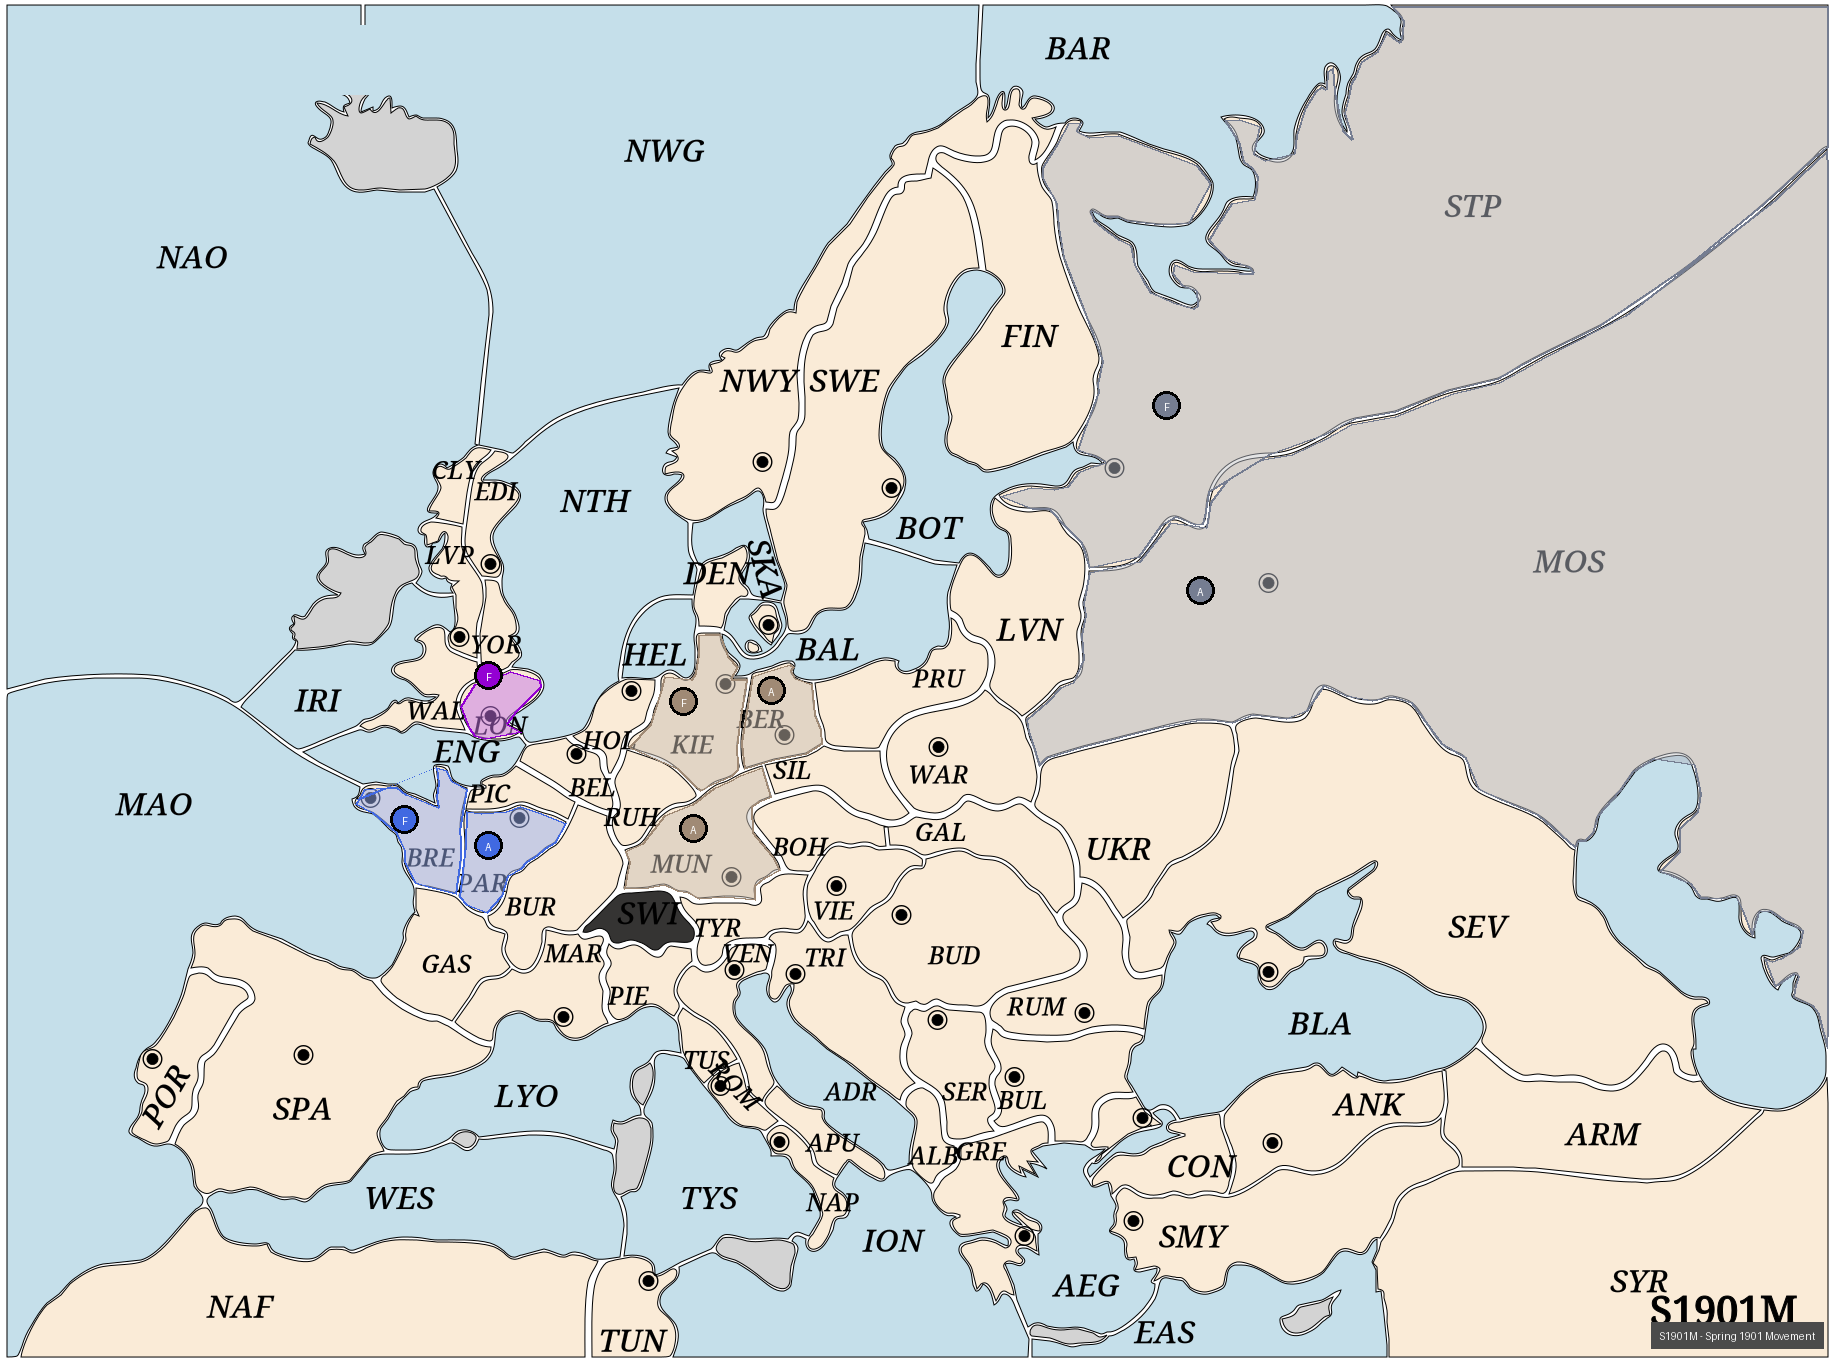 BAR
NWG
STP
NAO
FIN
NWY
SWE
CLY
EDI
NTH
BOT
MOS
F
LVP
DEN
SKA
A
LVN
YOR
HEL
BAL
F
PRU
IRI
WAL
LON
F
A
BER
HOL
KIE
ENG
MAO
PIC
BEL
SIL
WAR
F
RUH
A
GAL
BRE
A
MUN
BOH
UKR
PAR
BUR
SWI
VIE
TYR
SEV
GAS
MAR
VEN
TRI
BUD
PIE
RUM
BLA
TUS
ROM
LYO
ADR
SER
BUL
ANK
POR
SPA
APU
ALB
GRE
ARM
CON
WES
TYS
NAP
ION
SMY
NAF
AEG
SYR
TUN
EAS
S1901M
S1901M - Spring 1901 Movement